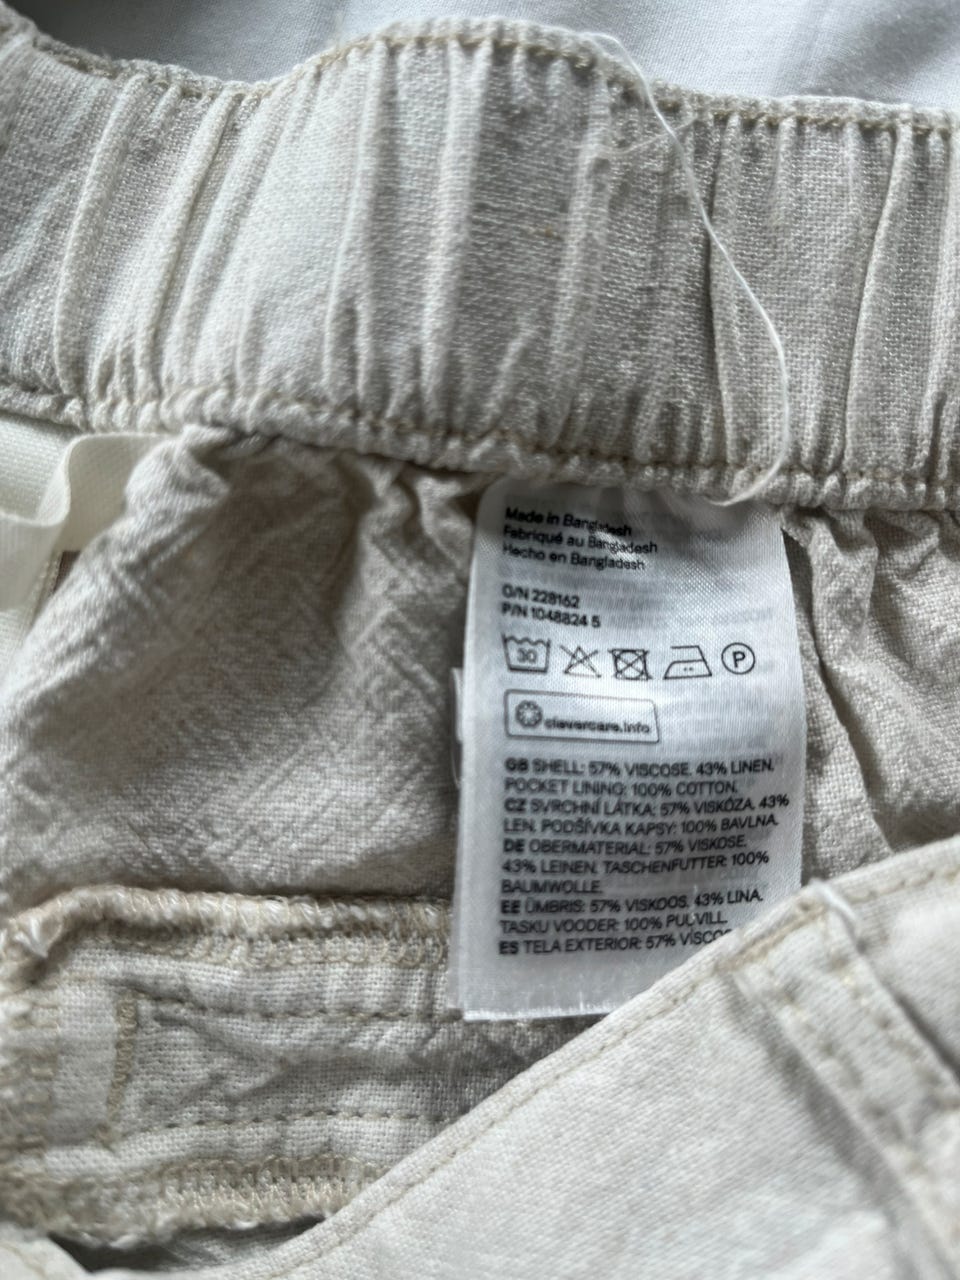 Made in Bangladesh
Fabriqué au Bangladesh
Hecho en Bangladesh
O/N 228162
P/N 1048824 5
30
P
clevercare.info
GB SHELL: 57% VISCOSE. 43% LINEN.
POCKET LINING: 100% COTTON.
CZ SVRCHNÍ LÁTKA: 57% VISKÓZA. 43%
LEN. PODŠÍVKA KAPSY: 100% BAVLNA.
DE OBERMATERIAL: 57% VISKOSE.
43% LEINEN. TASCHENFUTTER: 100%
BAUMWOLLE.
EE ÜMBRIS: 57% VISKOOS. 43% LINA.
TASKU VOODER: 100% PUUVILL.
ES TELA EXTERIOR: 57% VISCO